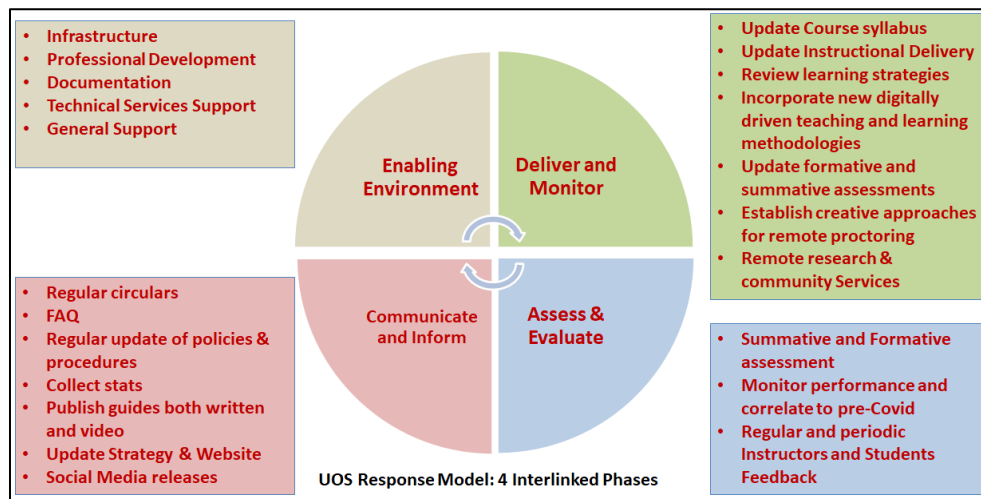 • Infrastructure
• Professional Development
• Documentation
• Technical Services Support
• General Support
Enabling
Environment
Deliver and
Monitor
• Update Course syllabus
• Update Instructional Delivery
• Review learning strategies
• Incorporate new digitally
driven teaching and learning
methodologies
• Update formative and
summative assessments
• Establish creative approaches
for remote proctoring
• Remote research &
community Services
• Regular circulars
• FAQ
• Regular update of policies &
procedures
• Collect stats
• Publish guides both written
and video
• Update Strategy & Website
• Social Media releases
Communicate
and Inform
Assess &
Evaluate
• Summative and Formative
assessment
• Monitor performance and
correlate to pre-Covid
• Regular and periodic
Instructors and Students
Feedback
UOS Response Model: 4 Interlinked Phases